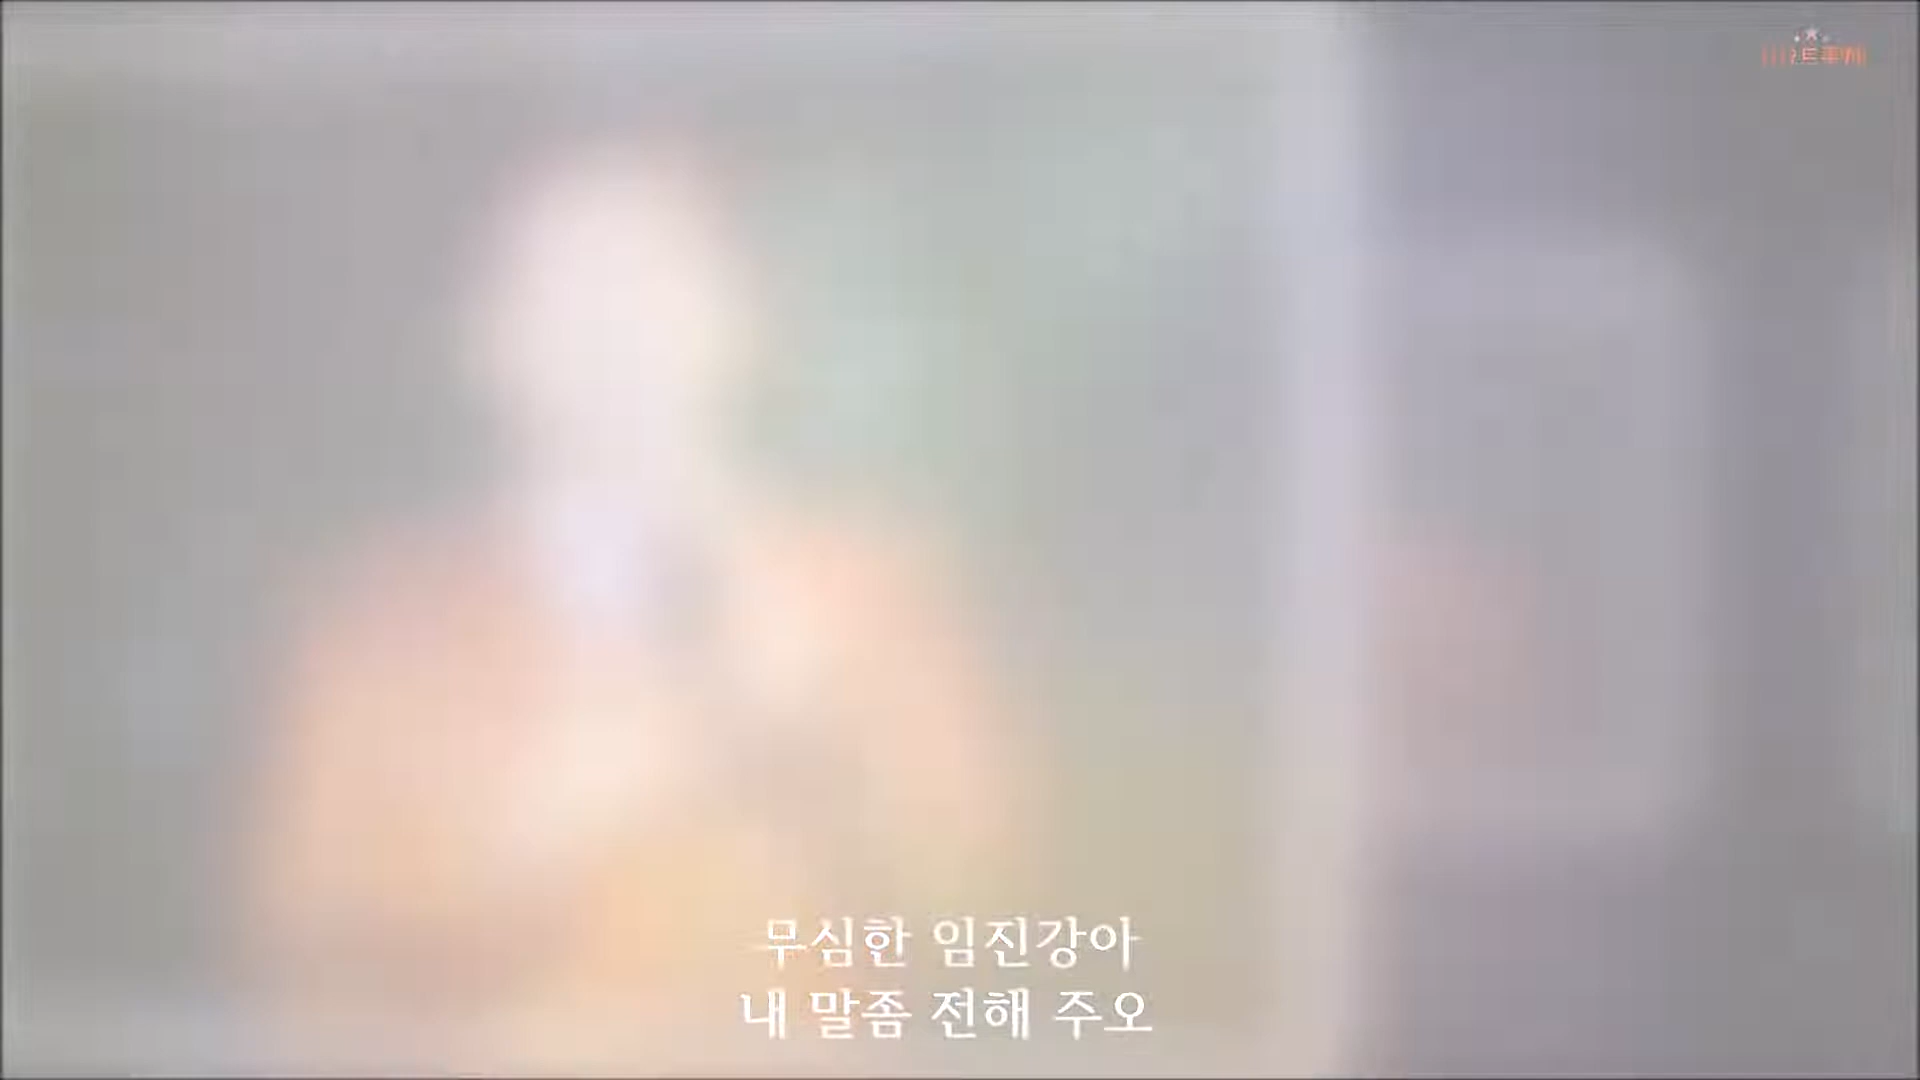 무심한 임진강아
내 말좀 전해 주오